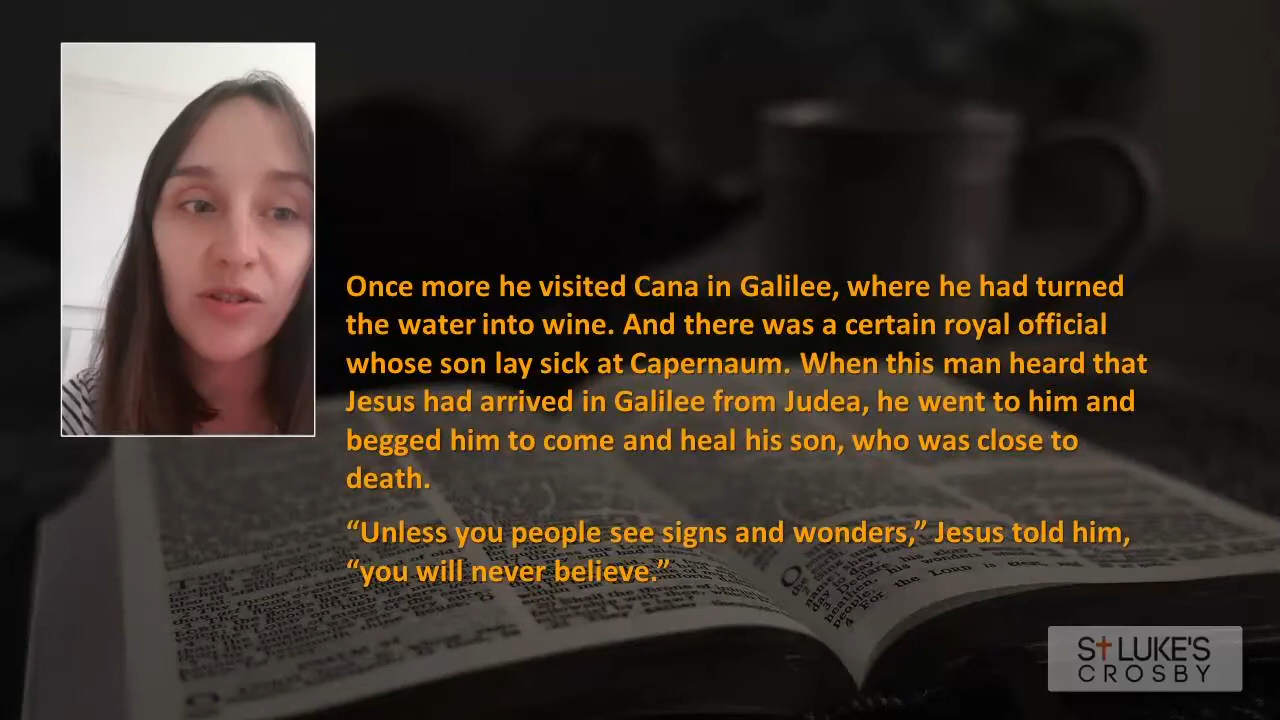 Once more he visited Cana in Galilee, where he had turned
the water into wine. And there was a certain royal official
whose son lay sick at Capernaum. When this man heard that
Jesus had arrived in Galilee from Judea, he went to him and
begged him to come and heal his son, who was close to
death.
“Unless you people see signs and wonders,” Jesus told him,
“you will never believe.”
ST LUKE'S
CROSBY